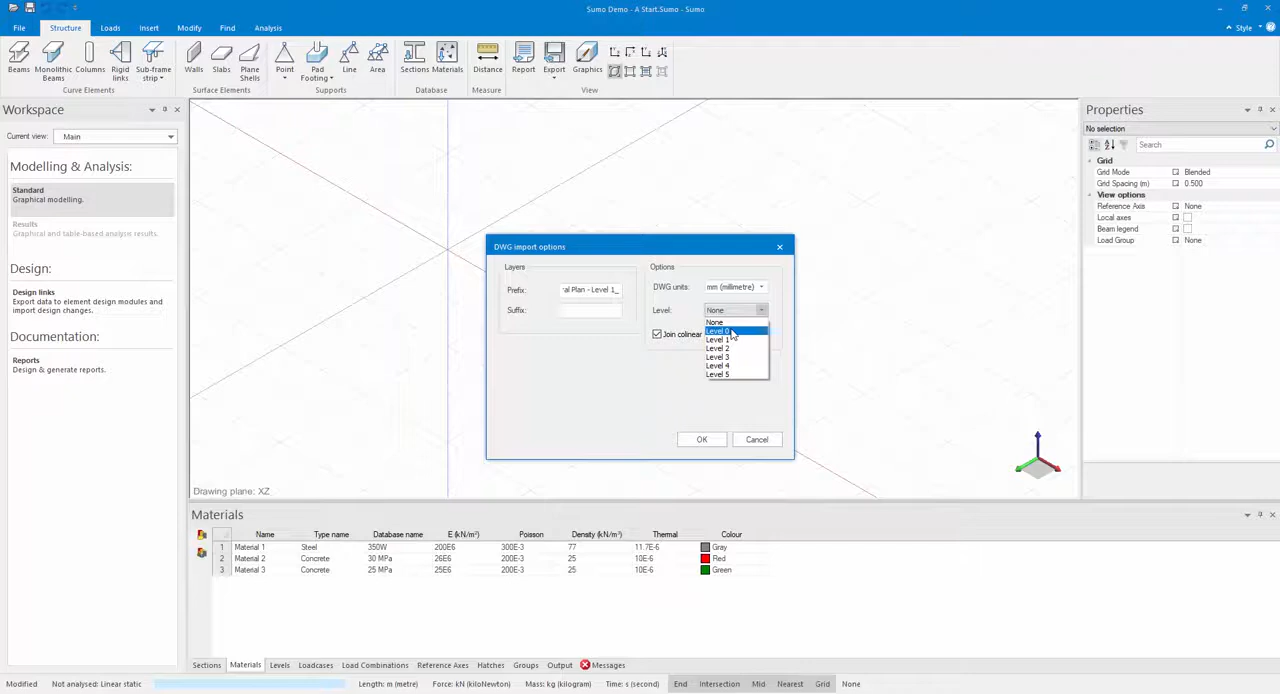 Sumo Demo - A Start.Sumo - Sumo
File Structure Loads Insert Modify Find Analysis Style
Beams Monolithic Beams Columns Rigid links Sub-frame strip Walls Slabs Plane Shells Point Pad Footing Line Area Sections Materials Distance Report Export Graphics
Curve Elements Surface Elements Supports Database Measure View
Workspace
Current view: Main
Modelling & Analysis:
Standard
Graphical modelling.
Results
Graphical and table-based analysis results.
Design:
Design links
Export data to element design modules and
import design changes.
Documentation:
Reports
Design & generate reports.
DWG import options
Layers
Prefix: ral Plan - Level 1_
Suffix:
Options
DWG units: mm (millimetre)
Level: None
None
Level 0
Level 1
Level 2
Level 3
Level 4
Level 5
Join colinear
OK Cancel
Drawing plane: XZ
Properties
No selection
Search
Grid
Grid Mode Blended
Grid Spacing (m) 0.500
View options
Reference Axis None
Local axes
Beam legend
Load Group None
Materials
Name Type name Database name E (kN/m²) Poisson Density (kN/m³) Thermal Colour
1 Material 1 Steel 350W 200E6 300E-3 77 11.7E-6 Gray
2 Material 2 Concrete 30 MPa 26E6 200E-3 25 10E-6 Red
3 Material 3 Concrete 25 MPa 25E6 200E-3 25 10E-6 Green
Sections Materials Levels Loadcases Load Combinations Reference Axes Hatches Groups Output Messages
Modified Not analysed: Linear static Length: m (metre) Force: kN (kiloNewton) Mass: kg (kilogram) Time: s (second) End Intersection Mid Nearest Grid None